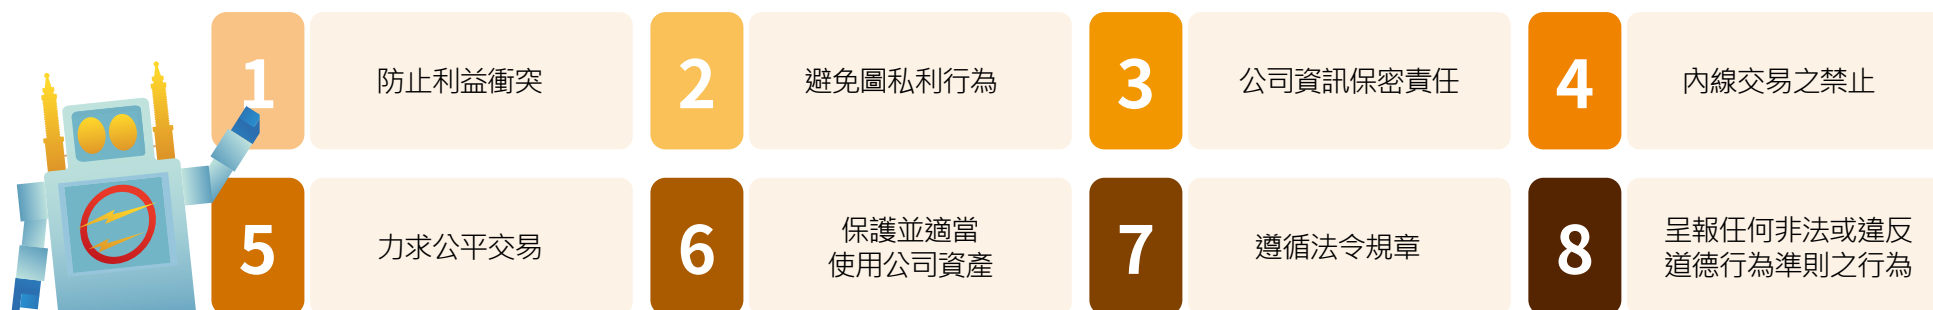 1
防止利益衝突
2
避免圖私利行為
3
公司資訊保密責任
4
內線交易之禁止
5
力求公平交易
6
保護並適當
使用公司資產
7
遵循法令規章
8
呈報任何非法或違反
道德行為準則之行為